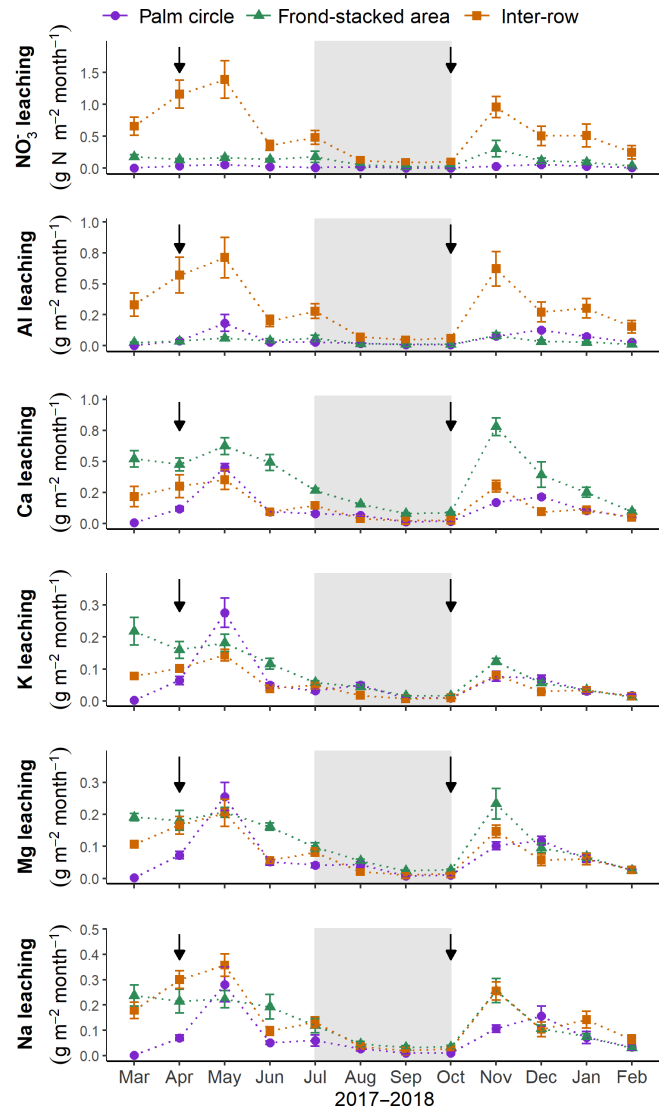 Palm circle Frond-stacked area Inter-row
NO₃⁻ leaching
(g N m⁻² month⁻¹)
1.5
1.0
0.5
0.0
Al leaching
(g m⁻² month⁻¹)
1.0
0.8
0.5
0.2
0.0
Ca leaching
(g m⁻² month⁻¹)
1.0
0.8
0.5
0.2
0.0
K leaching
(g m⁻² month⁻¹)
0.3
0.2
0.1
0.0
Mg leaching
(g m⁻² month⁻¹)
0.3
0.2
0.1
0.0
Na leaching
(g m⁻² month⁻¹)
0.5
0.4
0.3
0.2
0.1
0.0
Mar Apr May Jun Jul Aug Sep Oct Nov Dec Jan Feb
2017−2018